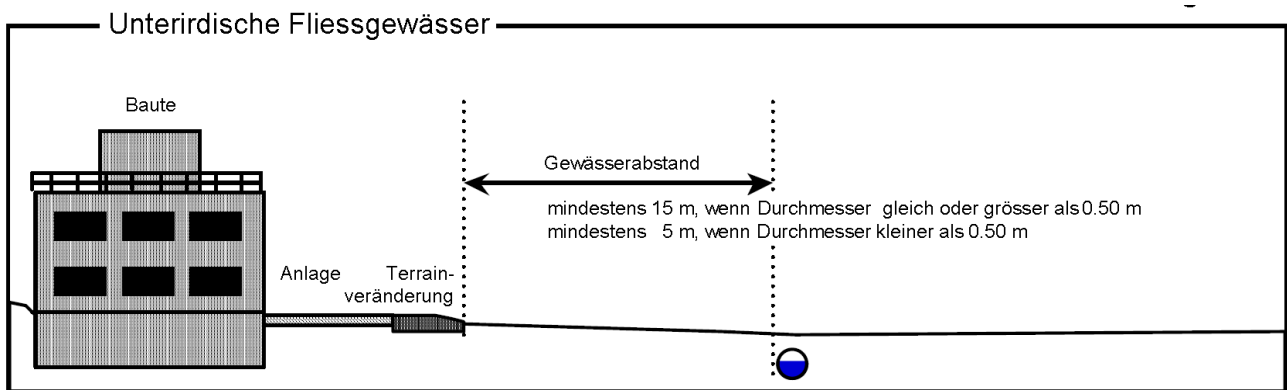 Unterirdische Fliessgewässer
Baute
Gewässerabstand
mindestens 15 m, wenn Durchmesser gleich oder grösser als 0.50 m
mindestens 5 m, wenn Durchmesser kleiner als 0.50 m
Anlage
Terrain-
veränderung